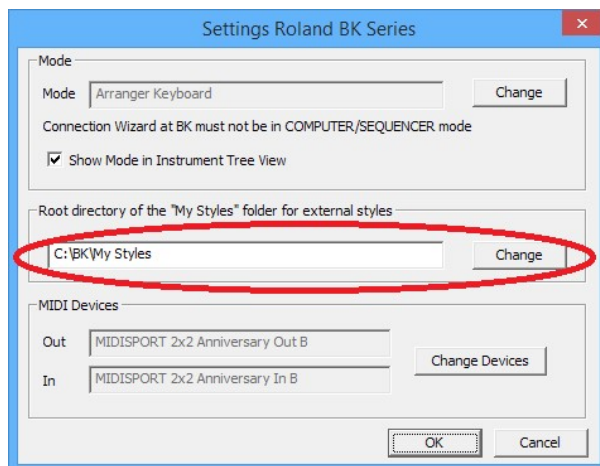 Settings Roland BK Series
Mode
Mode Arranger Keyboard Change
Connection Wizard at BK must not be in COMPUTER/SEQUENCER mode
Show Mode in Instrument Tree View
Root directory of the "My Styles" folder for external styles
C:\BK\My Styles Change
MIDI Devices
Out MIDISPORT 2x2 Anniversary Out B
Change Devices
In MIDISPORT 2x2 Anniversary In B
OK Cancel